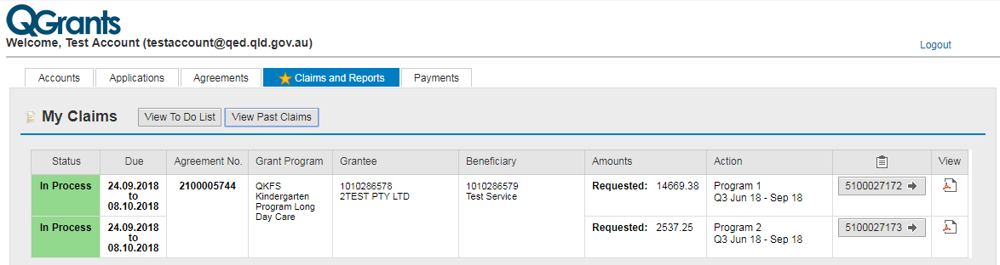 QGrants
Welcome, Test Account (testaccount@qed.qld.gov.au)
Logout
Accounts
Applications
Agreements
Claims and Reports
Payments
My Claims
View To Do List
View Past Claims
Status
Due
Agreement No.
Grant Program
Grantee
Beneficiary
Amounts
Action
View
In Process
24.09.2018
to
08.10.2018
2100005744
QKFS
Kindergarten
Program Long
Day Care
1010286578
2TEST PTY LTD
1010286579
Test Service
Requested: 14669.38
Program 1
Q3 Jun 18 - Sep 18
5100027172
In Process
24.09.2018
to
08.10.2018
Requested: 2537.25
Program 2
Q3 Jun 18 - Sep 18
5100027173